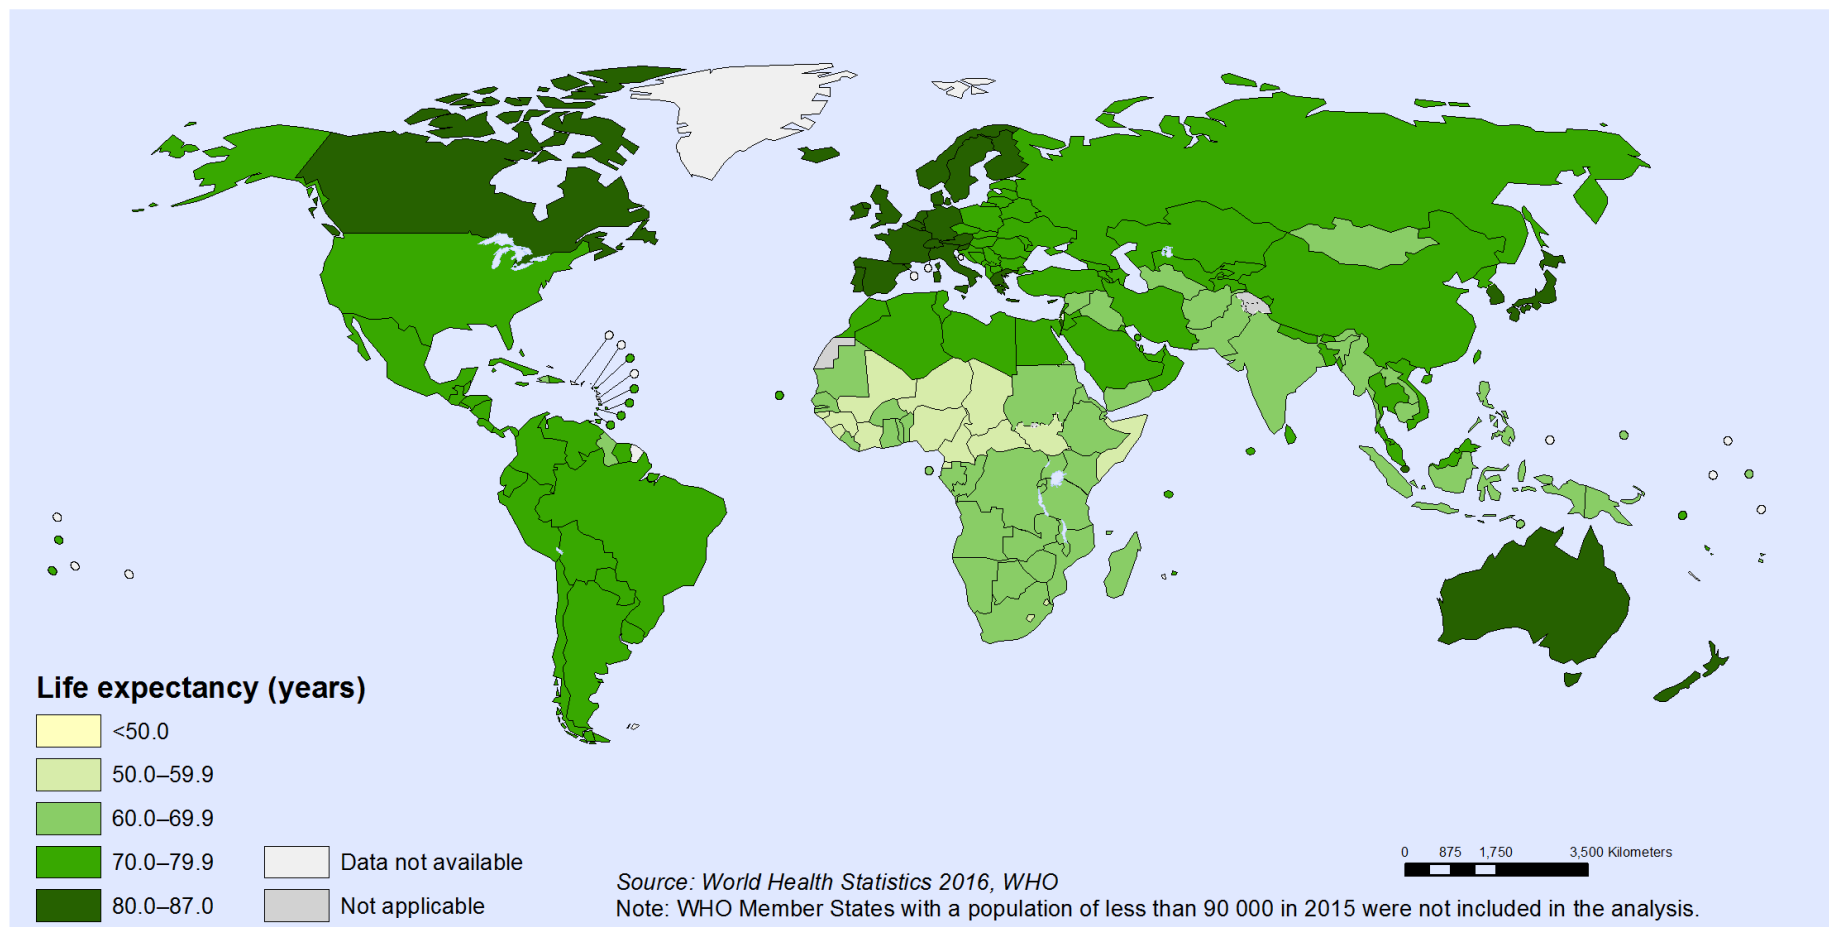 Life expectancy (years)
<50.0
50.0–59.9
60.0–69.9
70.0–79.9
80.0–87.0
Data not available
Not applicable
0 875 1,750 3,500 Kilometers
Source: World Health Statistics 2016, WHO
Note: WHO Member States with a population of less than 90 000 in 2015 were not included in the analysis.